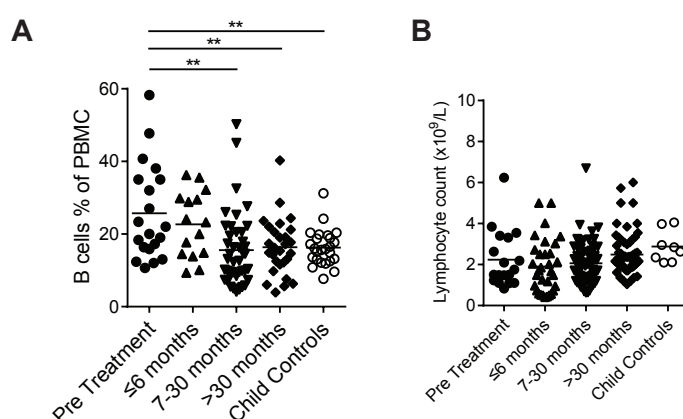 A
**
**
**
B cells % of PBMC
60
40
20
0
Pre Treatment
≤6 months
7-30 months
>30 months
Child Controls
B
Lymphocyte count (x10⁹/L)
10
8
6
4
2
0
Pre Treatment
≤6 months
7-30 months
>30 months
Child Controls